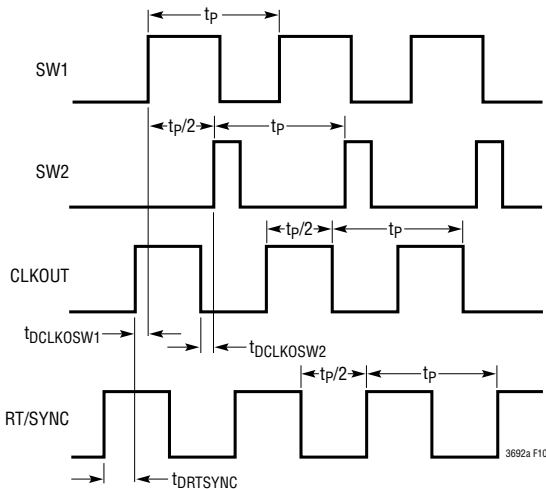 tP
SW1
tP/2
tP
SW2
tP/2
tP
CLKOUT
tDCLKOSW1
tDCLKOSW2
tP/2
tP
RT/SYNC
3692a F10
tDRTSYNC